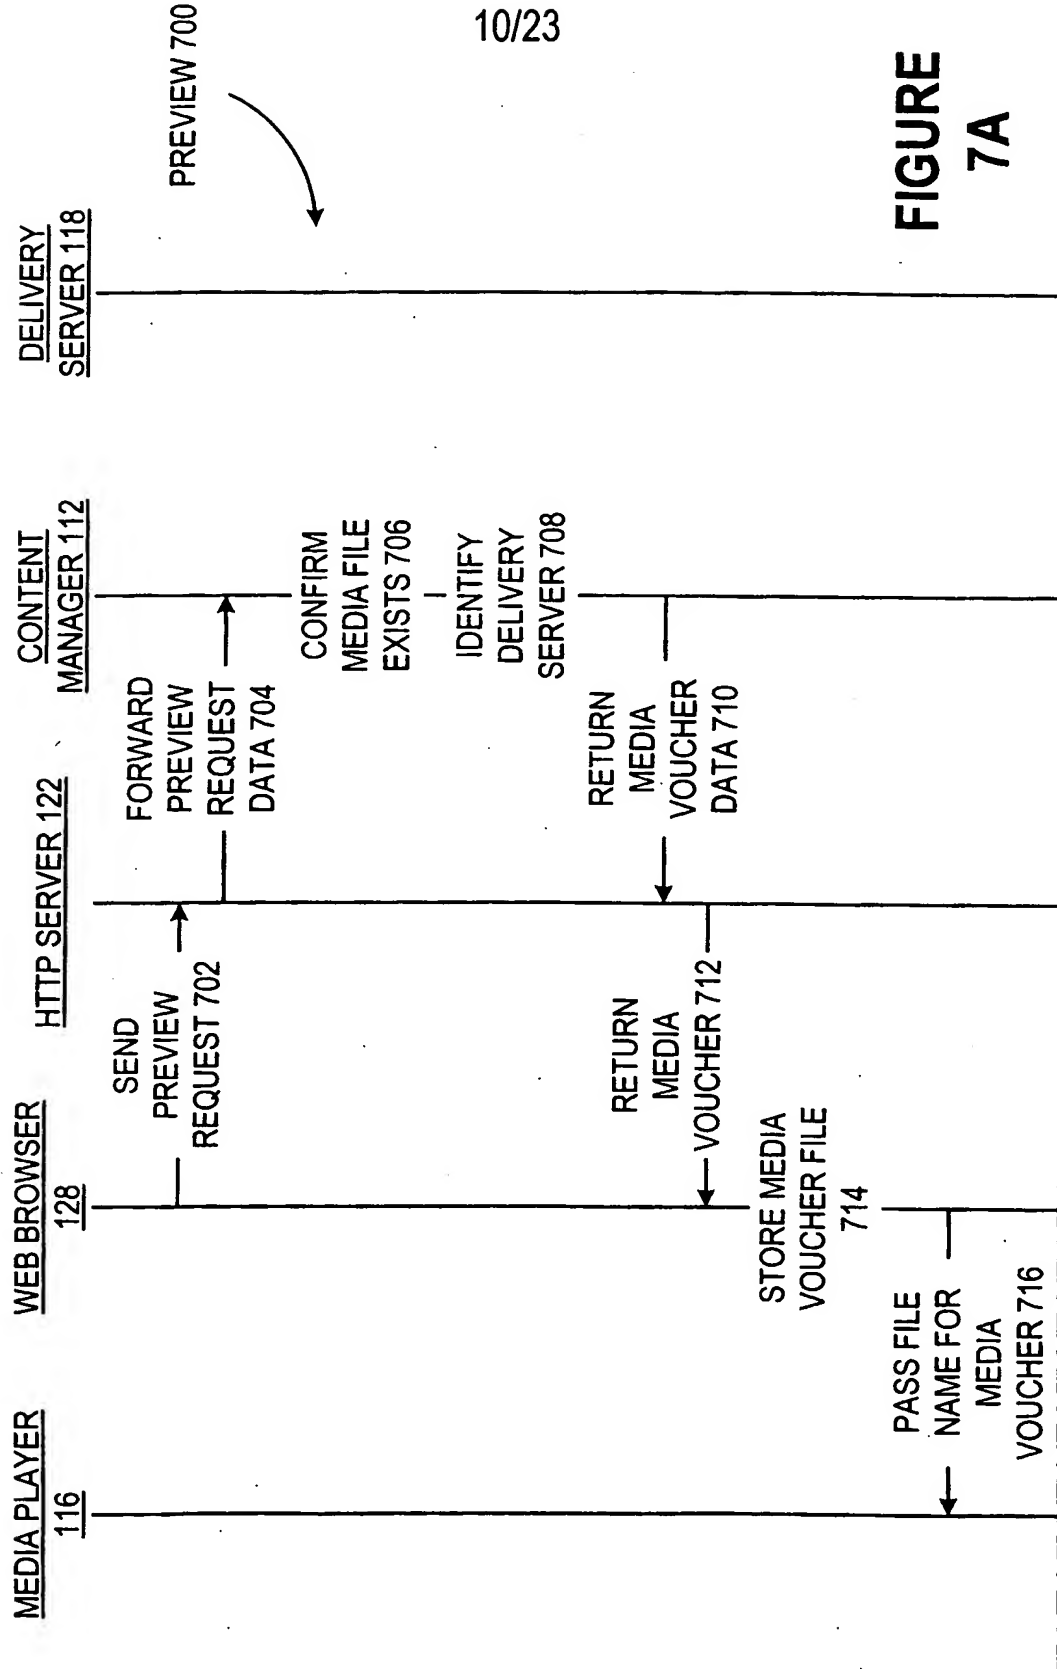 10/23
MEDIA PLAYER
116
WEB BROWSER
128
HTTP SERVER 122
CONTENT
MANAGER 112
DELIVERY
SERVER 118
PREVIEW 700
SEND
PREVIEW
REQUEST 702
FORWARD
PREVIEW
REQUEST
DATA 704
CONFIRM
MEDIA FILE
EXISTS 706
IDENTIFY
DELIVERY
SERVER 708
RETURN
MEDIA
VOUCHER
DATA 710
RETURN
MEDIA
VOUCHER 712
STORE MEDIA
VOUCHER FILE
714
PASS FILE
NAME FOR
MEDIA
VOUCHER 716
FIGURE
7A